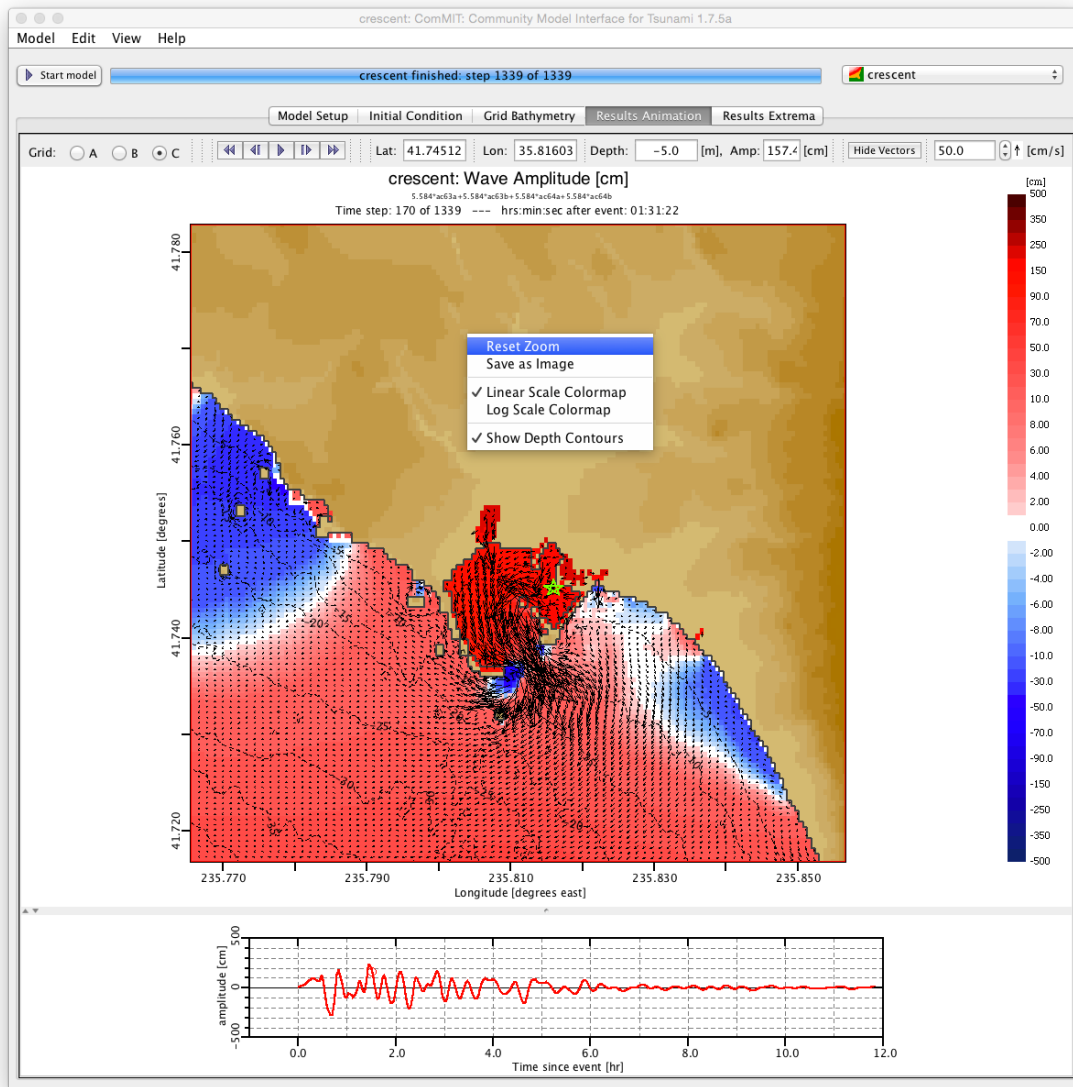 crescent: ComMIT: Community Model Interface for Tsunami 1.7.5a
Model Edit View Help
Start model crescent finished: step 1339 of 1339 crescent
Model Setup Initial Condition Grid Bathymetry Results Animation Results Extrema
Grid: A B C Lat: 41.74512 Lon: 35.81603 Depth: -5.0 [m], Amp: 157.4 [cm] Hide Vectors 50.0 [cm/s]
crescent: Wave Amplitude [cm]
5.584*ac63a+5.584*ac63b+5.584*ac64a+5.584*ac64b
Time step: 170 of 1339 --- hrs:min:sec after event: 01:31:22
[cm]
500
350
250
150
90.0
70.0
50.0
30.0
10.0
8.00
6.00
4.00
2.00
0.00
-2.00
-4.00
-6.00
-8.00
-10.0
-30.0
-50.0
-70.0
-90.0
-150
-250
-350
-500
Reset Zoom
Save as Image
✓ Linear Scale Colormap
Log Scale Colormap
✓ Show Depth Contours
Latitude [degrees]
41.780
41.760
41.740
41.720
235.770 235.790 235.810 235.830 235.850
Longitude [degrees east]
amplitude [cm]
500
0
-500
0.0 2.0 4.0 6.0 8.0 10.0 12.0
Time since event [hr]